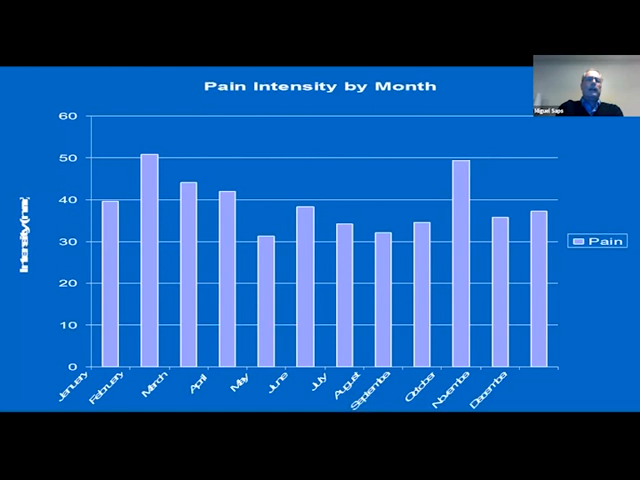 Pain Intensity by Month
Miguel Sapo
60
50
40
30
20
10
0
Pain
January
February
March
April
May
June
July
August
September
October
November
December